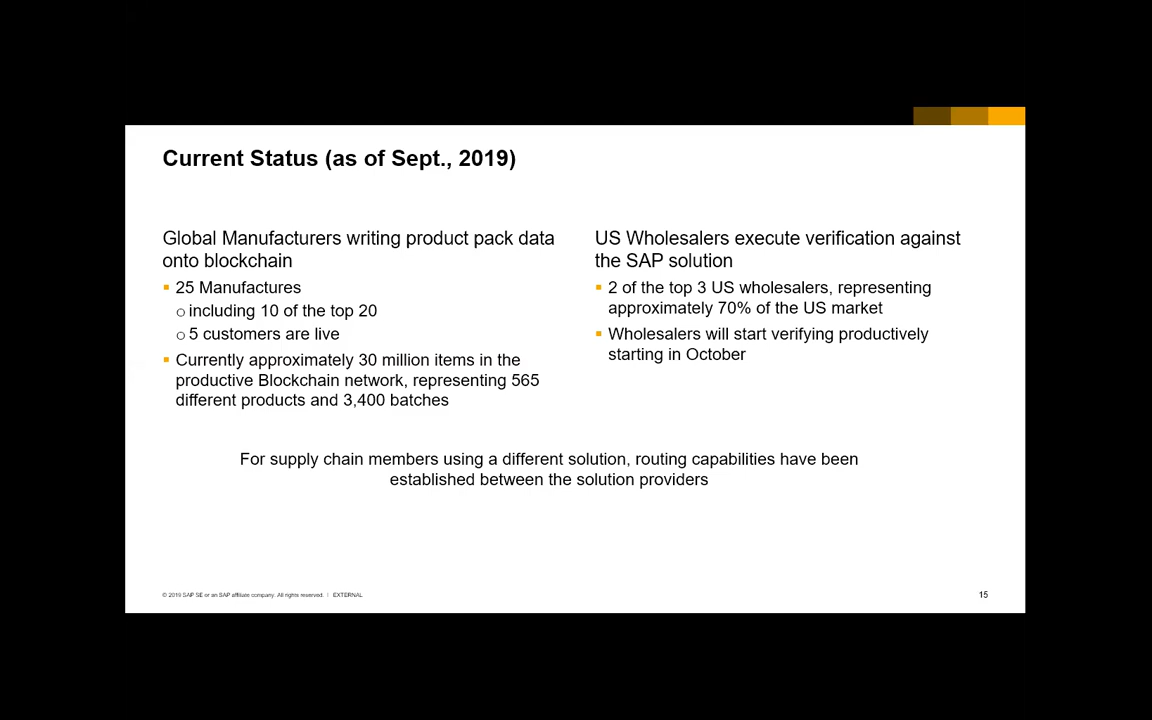 Current Status (as of Sept., 2019)
Global Manufacturers writing product pack data
onto blockchain
▪ 25 Manufactures
o including 10 of the top 20
o 5 customers are live
▪ Currently approximately 30 million items in the
productive Blockchain network, representing 565
different products and 3,400 batches
US Wholesalers execute verification against
the SAP solution
▪ 2 of the top 3 US wholesalers, representing
approximately 70% of the US market
▪ Wholesalers will start verifying productively
starting in October
For supply chain members using a different solution, routing capabilities have been
established between the solution providers
© 2019 SAP SE or an SAP affiliate company. All rights reserved. | EXTERNAL
15